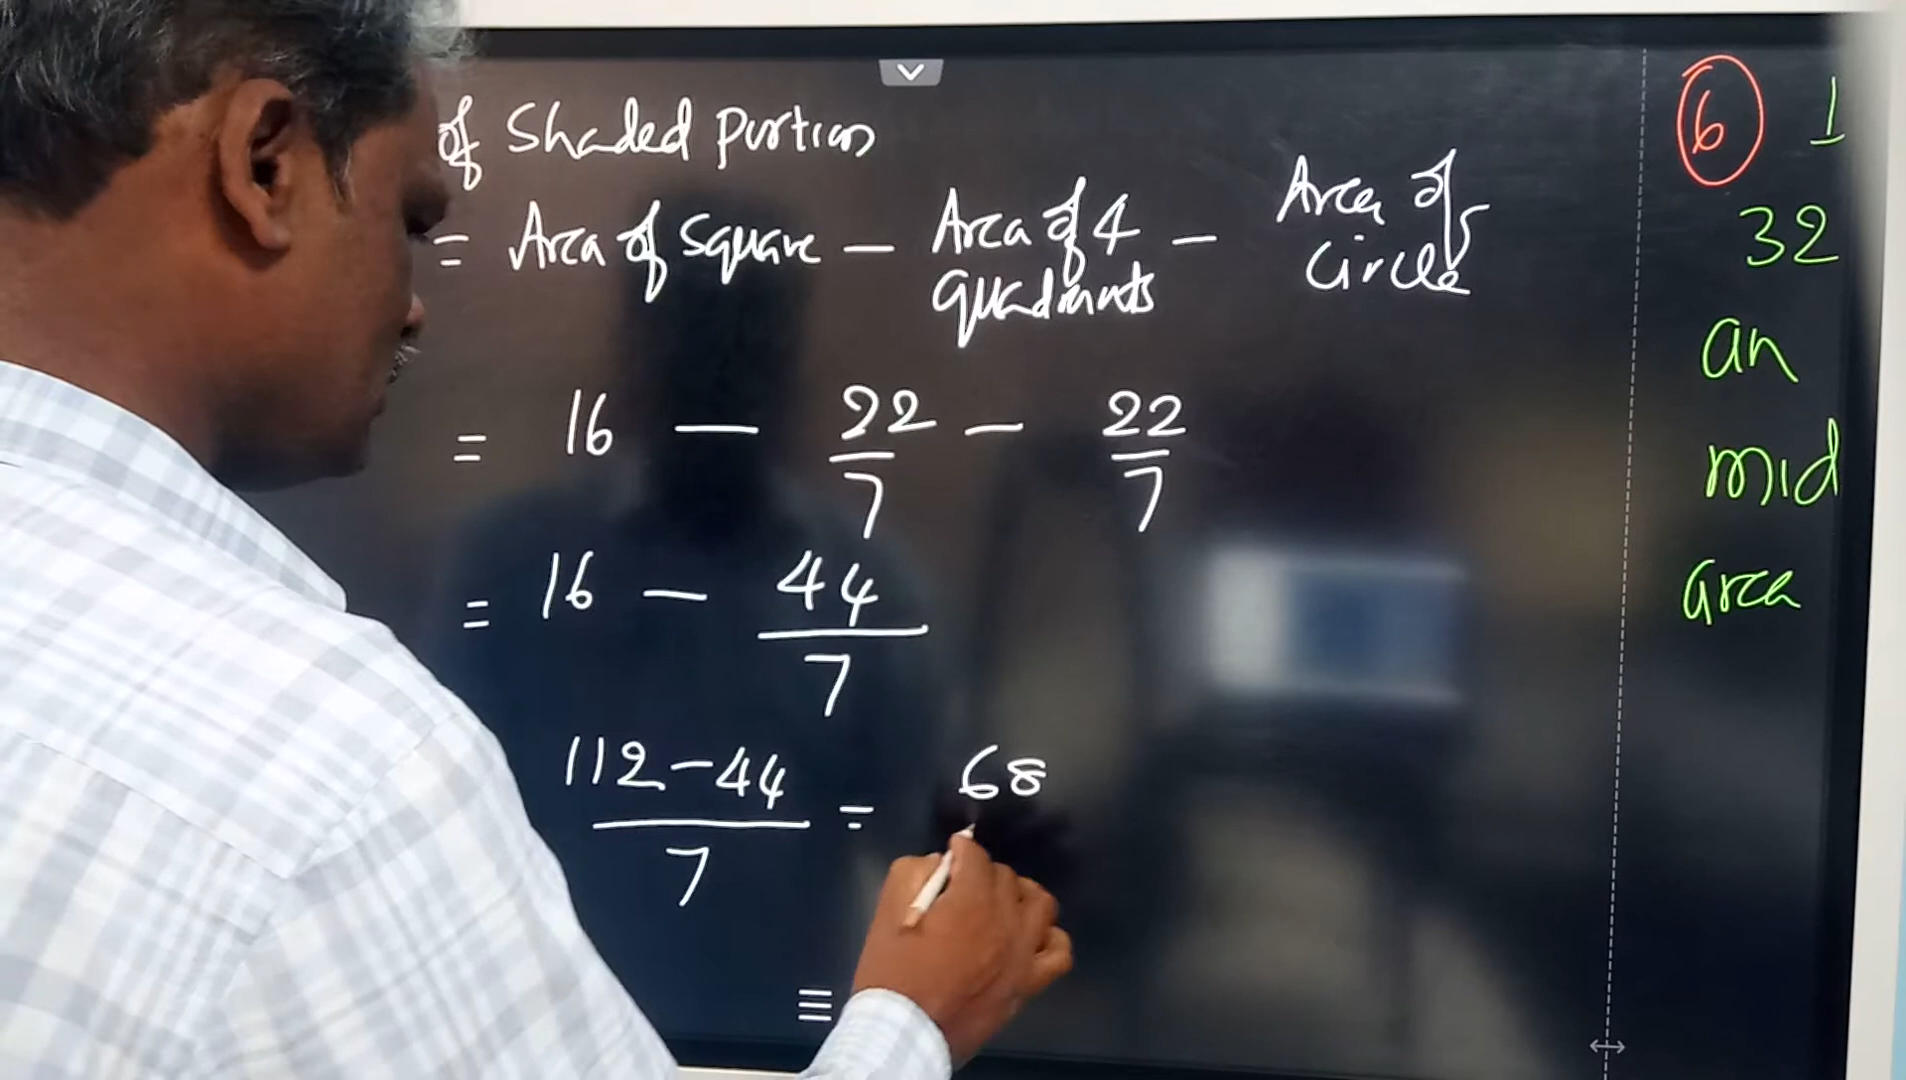 of Shaded Portion
= Area of Square — Area of 4 quadrants — Area of Circle
= 16 — 22/7 — 22/7
= 16 — 44/7
112-44/7 = 68
6 1
32
an
mid
area